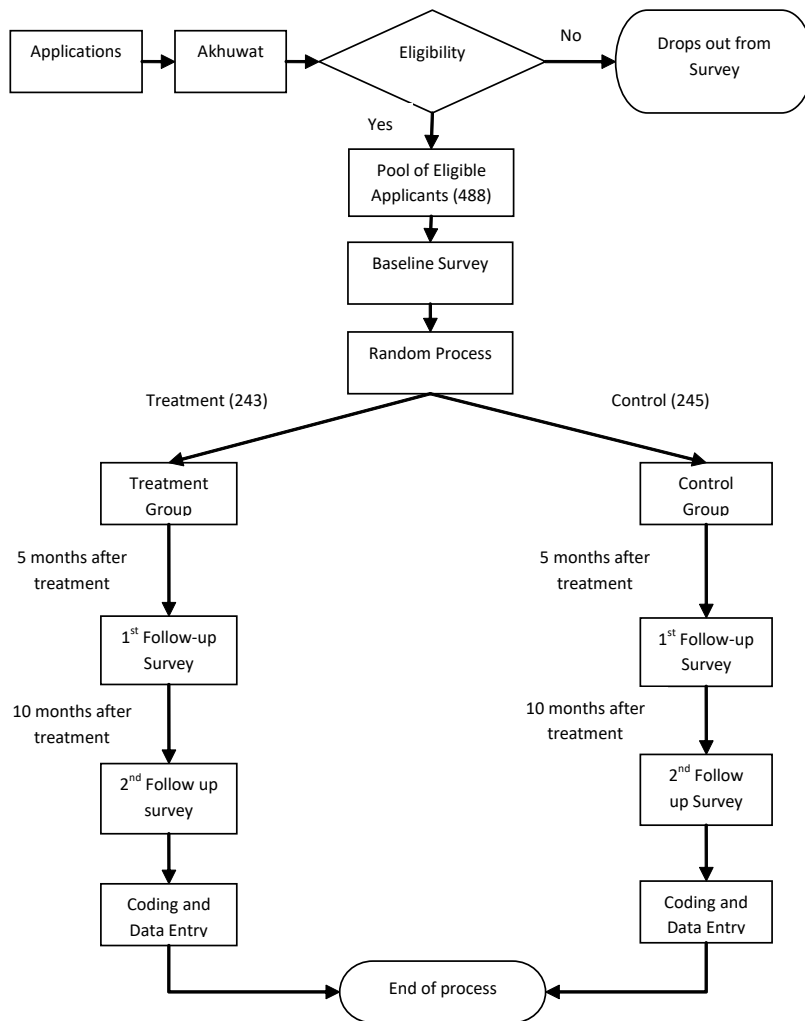 Applications
Akhuwat
Eligibility
No
Drops out from
Survey
Yes
Pool of Eligible
Applicants (488)
Baseline Survey
Random Process
Treatment (243)
Control (245)
Treatment
Group
Control
Group
5 months after
treatment
5 months after
treatment
1st Follow-up
Survey
1st Follow-up
Survey
10 months after
treatment
10 months after
treatment
2nd Follow up
survey
2nd Follow
up Survey
Coding and
Data Entry
Coding and
Data Entry
End of process